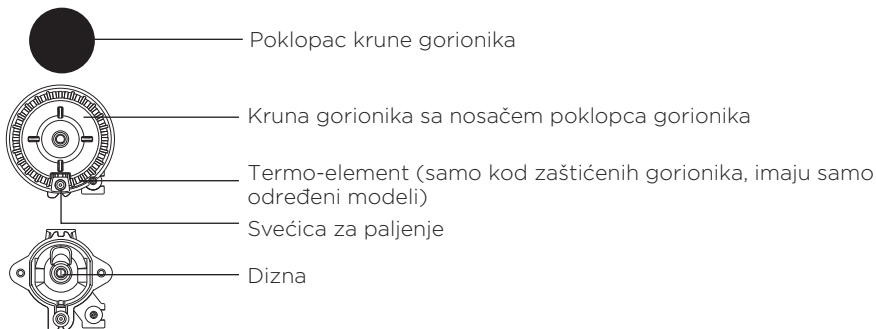 Poklopac krune gorionika
Kruna gorionika sa nosačem poklopca gorionika
Termo-element (samo kod zaštićenih gorionika, imaju samo
određeni modeli)
Svećica za paljenje
Dizna